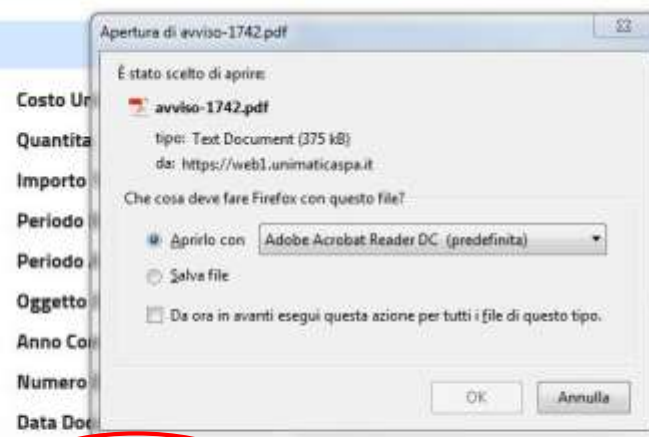 Apertura di avviso-1742.pdf
È stato scelto di aprire:
avviso-1742.pdf
tipo: Text Document (375 kB)
da: https://web1.unimaticaspa.it
Che cosa deve fare Firefox con questo file?
Aprirlo con Adobe Acrobat Reader DC (predefinita)
Salva file
Da ora in avanti esegui questa azione per tutti i file di questo tipo.
OK Annulla
Costo
Quantita
Importo
Periodo
Periodo
Oggetto
Anno
Numero
Data